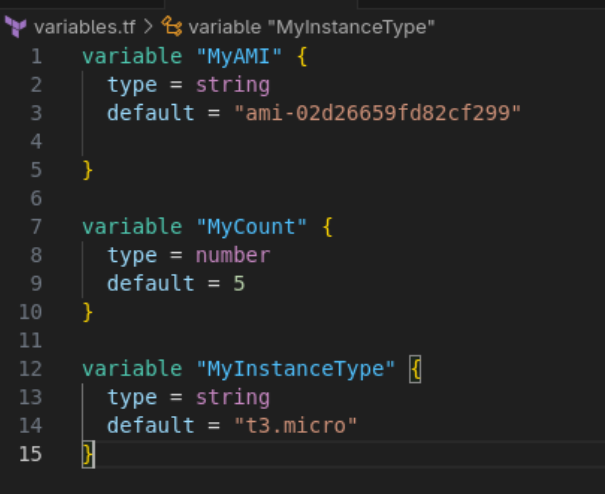 variables.tf > variable "MyInstanceType"
1 variable "MyAMI" {
2   type = string
3   default = "ami-02d26659fd82cf299"
4
5 }
6
7 variable "MyCount" {
8   type = number
9   default = 5
10 }
11
12 variable "MyInstanceType" {
13   type = string
14   default = "t3.micro"
15 }